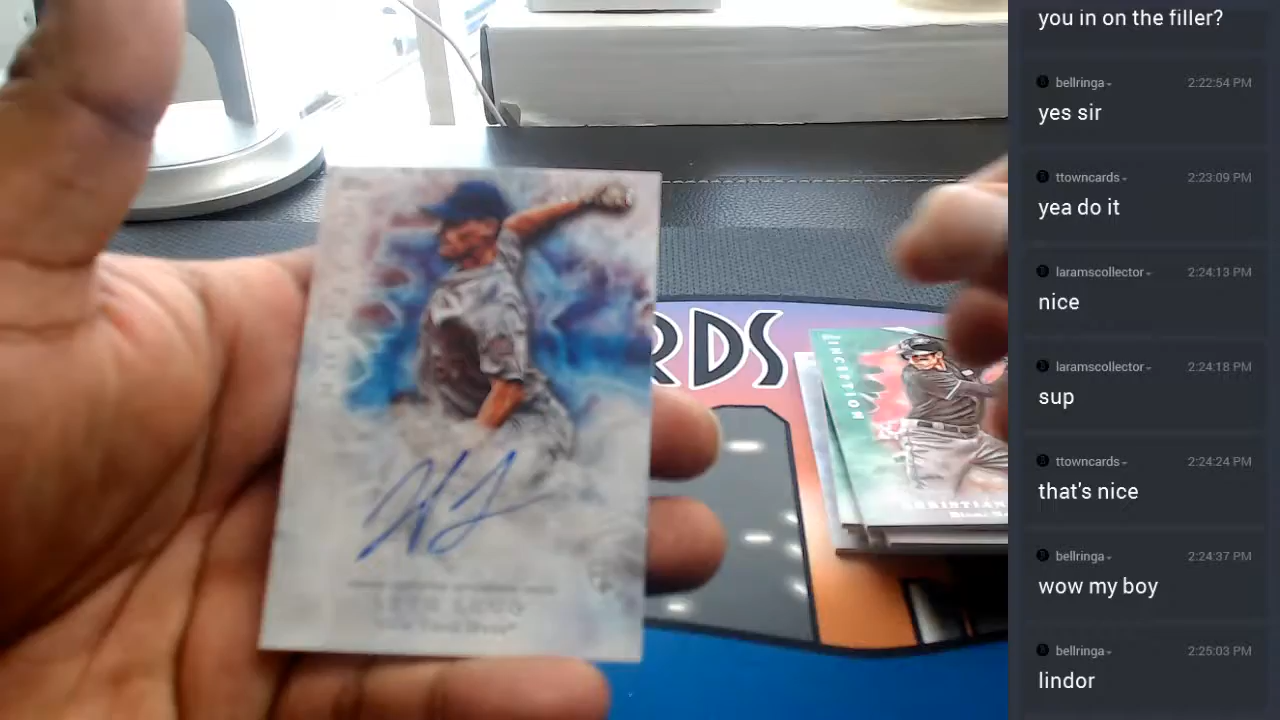 RDS
INCEPTION
SETH LUGO
you in on the filler?
bellringa
2:22:54 PM
yes sir
ttowncards
2:23:09 PM
yea do it
laramscollector
2:24:13 PM
nice
laramscollector
2:24:18 PM
sup
ttowncards
2:24:24 PM
that's nice
bellringa
2:24:37 PM
wow my boy
bellringa
2:25:03 PM
lindor